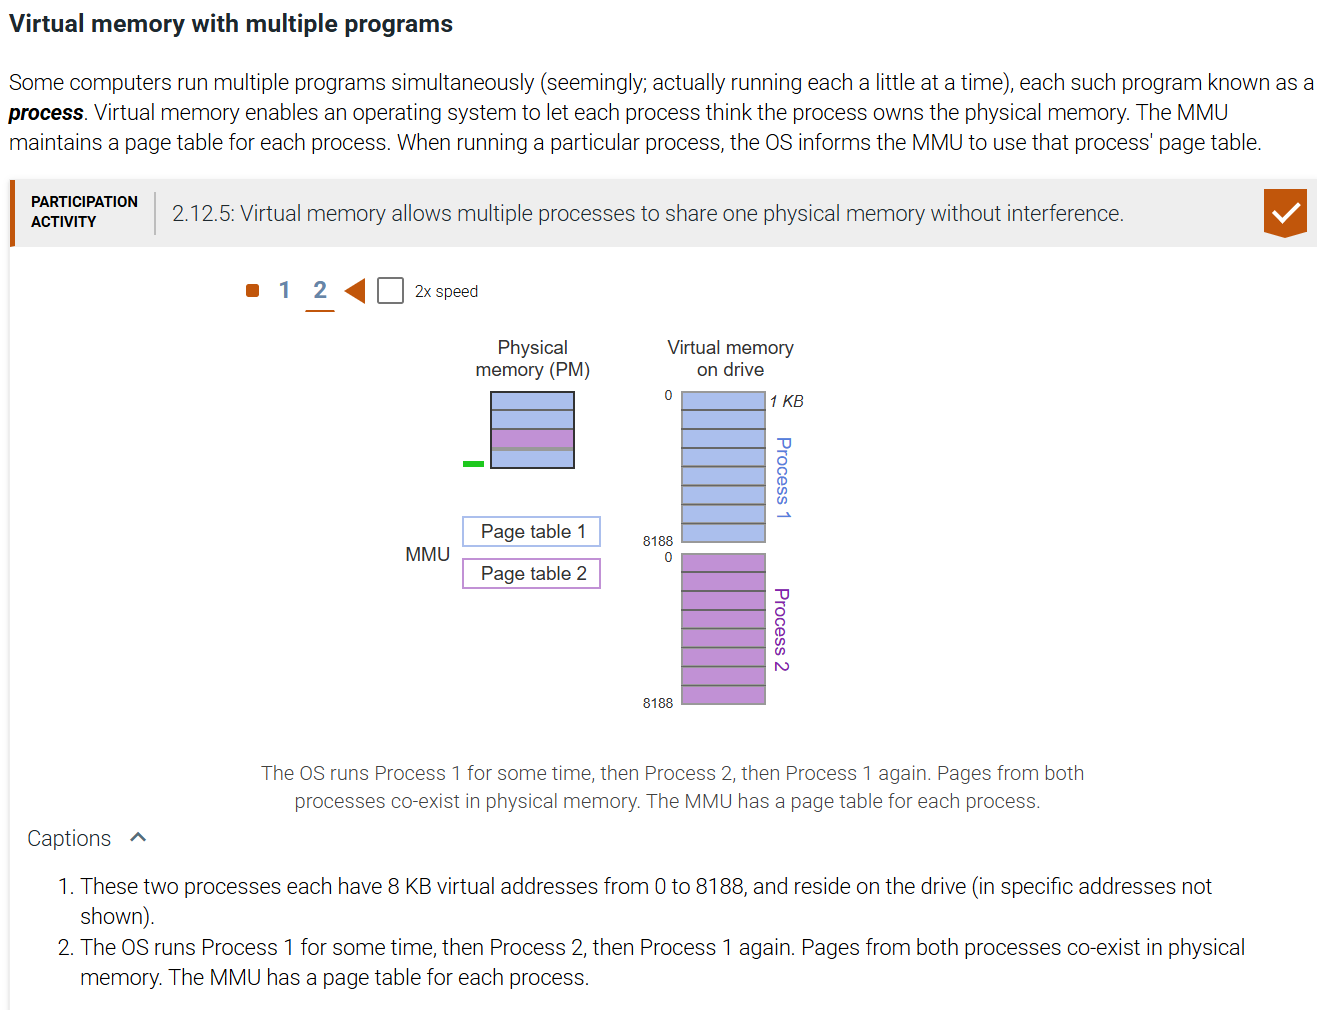 Virtual memory with multiple programs
Some computers run multiple programs simultaneously (seemingly; actually running each a little at a time), each such program known as a
process. Virtual memory enables an operating system to let each process think the process owns the physical memory. The MMU
maintains a page table for each process. When running a particular process, the OS informs the MMU to use that process' page table.
PARTICIPATION
ACTIVITY
2.12.5: Virtual memory allows multiple processes to share one physical memory without interference.
1 2 2x speed
Physical
memory (PM)
Virtual memory
on drive
0
1 KB
Process 1
8188
MMU
Page table 1
Page table 2
0
Process 2
8188
The OS runs Process 1 for some time, then Process 2, then Process 1 again. Pages from both
processes co-exist in physical memory. The MMU has a page table for each process.
Captions
1. These two processes each have 8 KB virtual addresses from 0 to 8188, and reside on the drive (in specific addresses not
shown).
2. The OS runs Process 1 for some time, then Process 2, then Process 1 again. Pages from both processes co-exist in physical
memory. The MMU has a page table for each process.